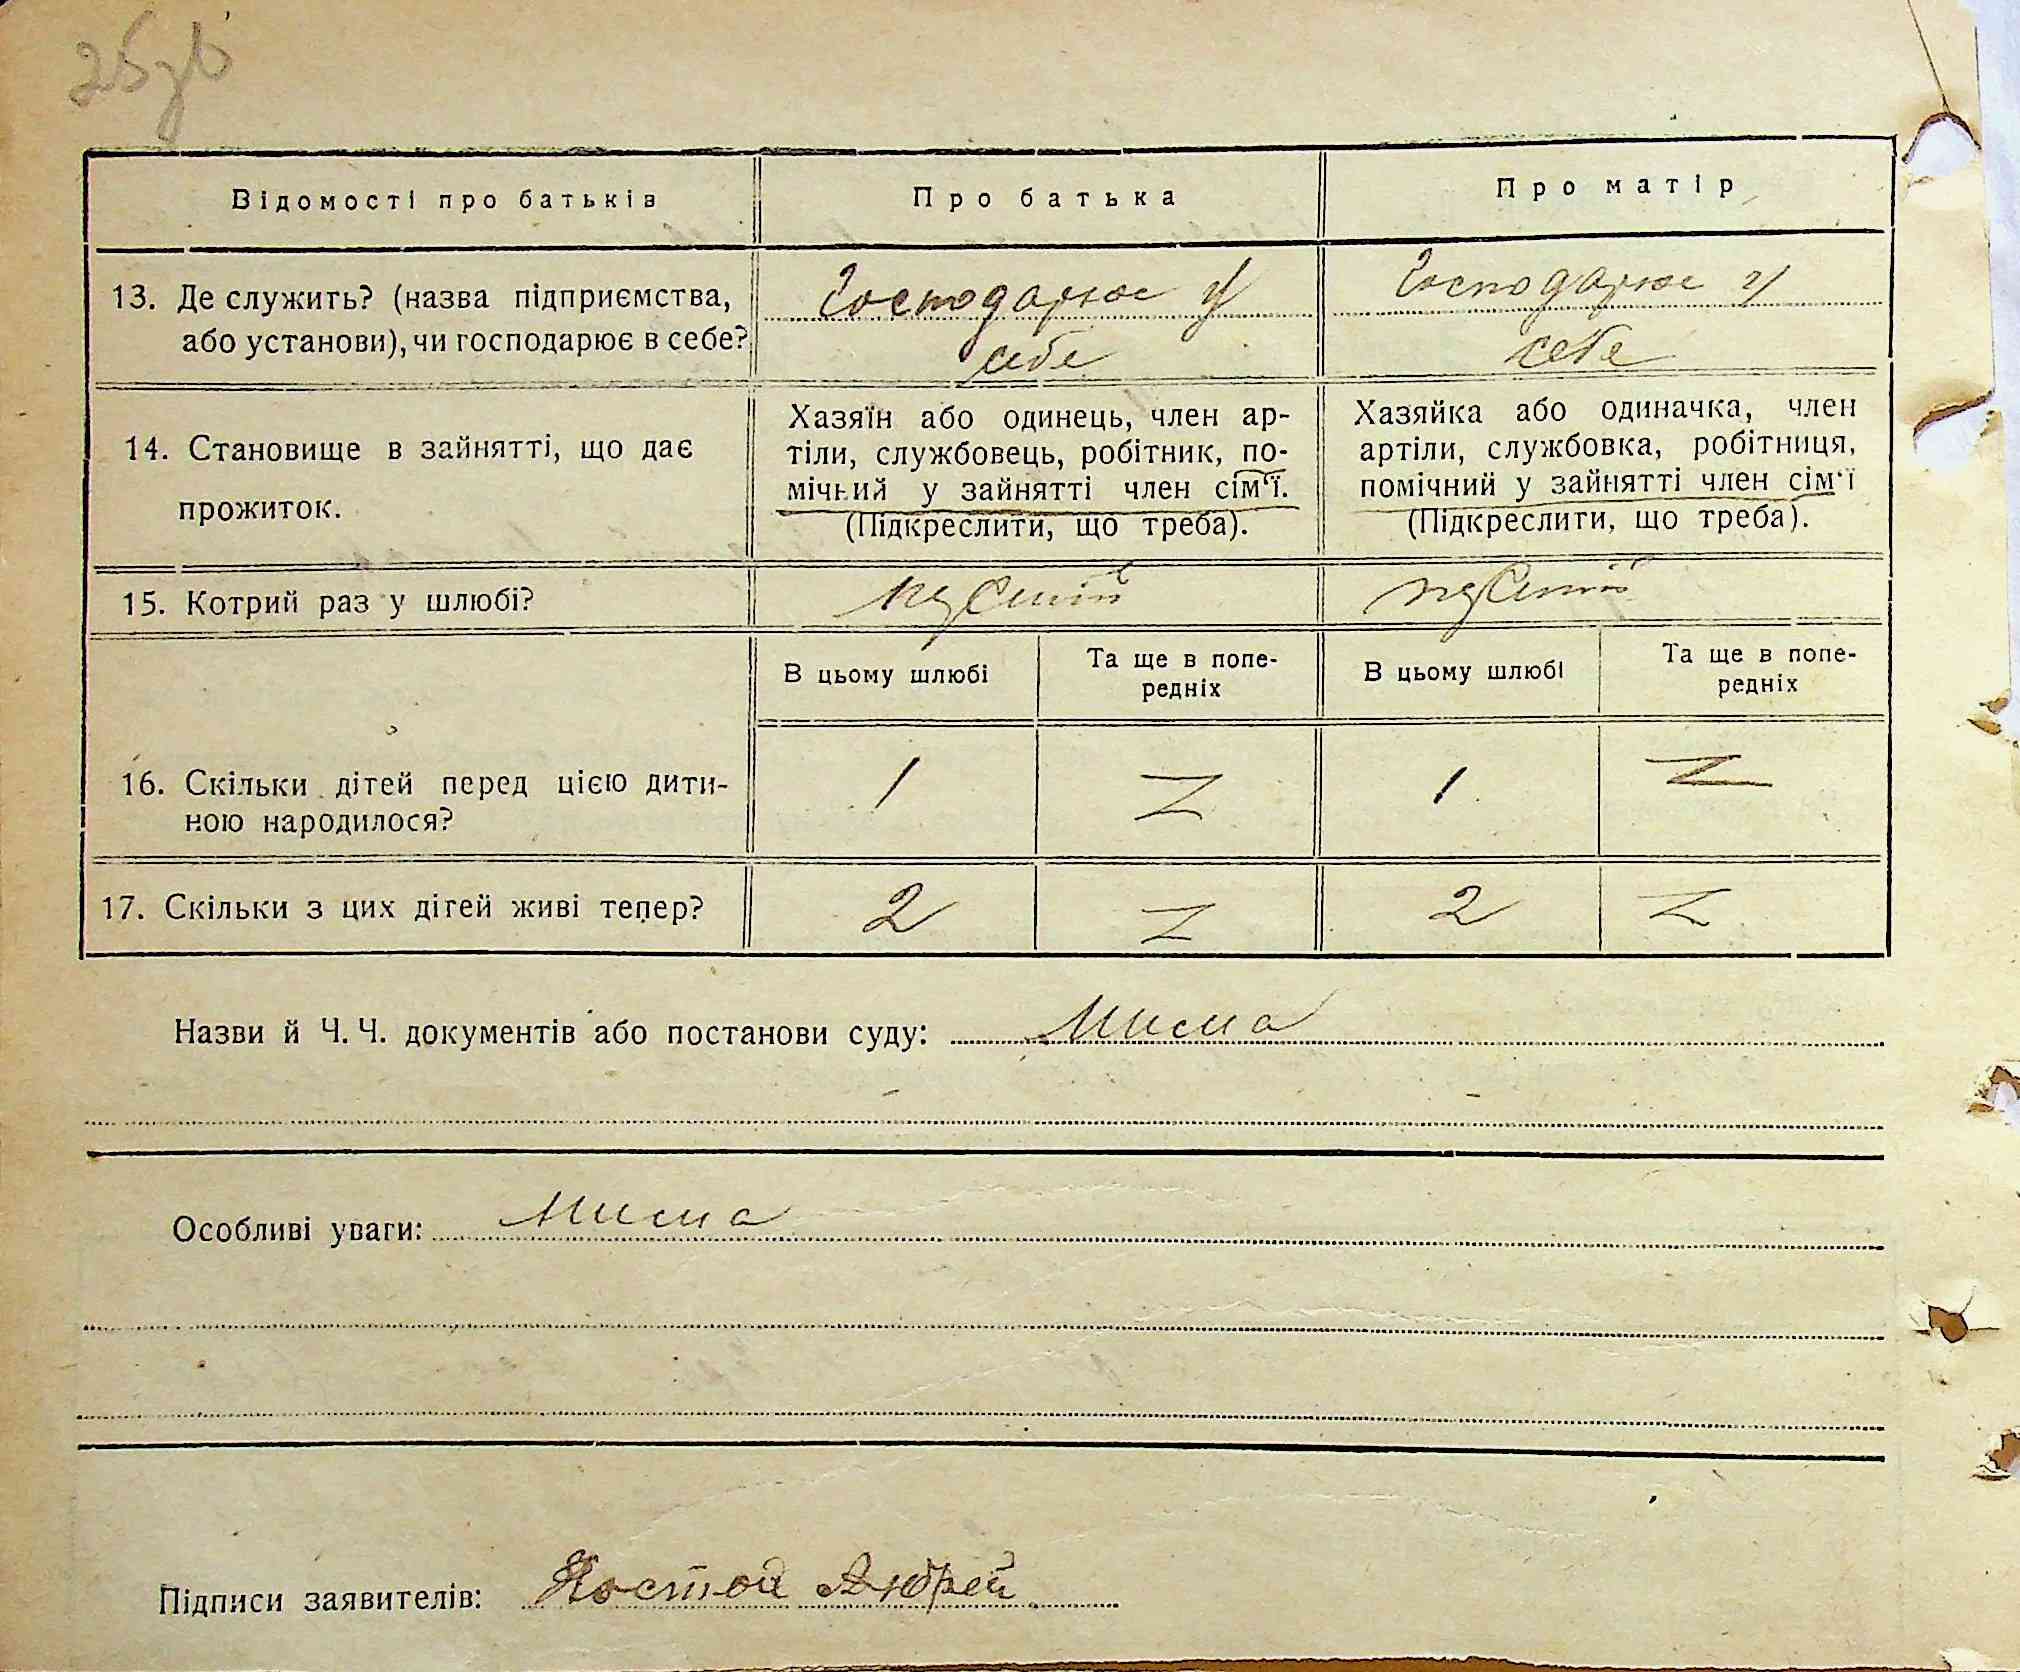 25зв
Відомості про батьків
Про батька
Про матір
13. Де служить? (назва підприємства,
або установи), чи господарює в себе?
Господарює у
себе
Господарює у
себе
14. Становище в зайнятті, що дає
прожиток.
Хазяїн або одинець, член ар-
тіли, службовець, робітник, по-
мічний у зайнятті член сім'ї.
(Підкреслити, що треба).
Хазяйка або одиначка, член
артіли, службовка, робітниця,
помічний у зайнятті член сім'ї
(Підкреслити, що треба).
15. Котрий раз у шлюбі?
В цьому шлюбі
Та ще в попе-
редніх
В цьому шлюбі
Та ще в попе-
редніх
16. Скільки дітей перед цією дити-
ною народилося?
1
1
17. Скільки з цих дітей живі тепер?
2
2
Назви й Ч. Ч. документів або постанови суду:
Особливі уваги:
Підписи заявителів: Костой Андрей